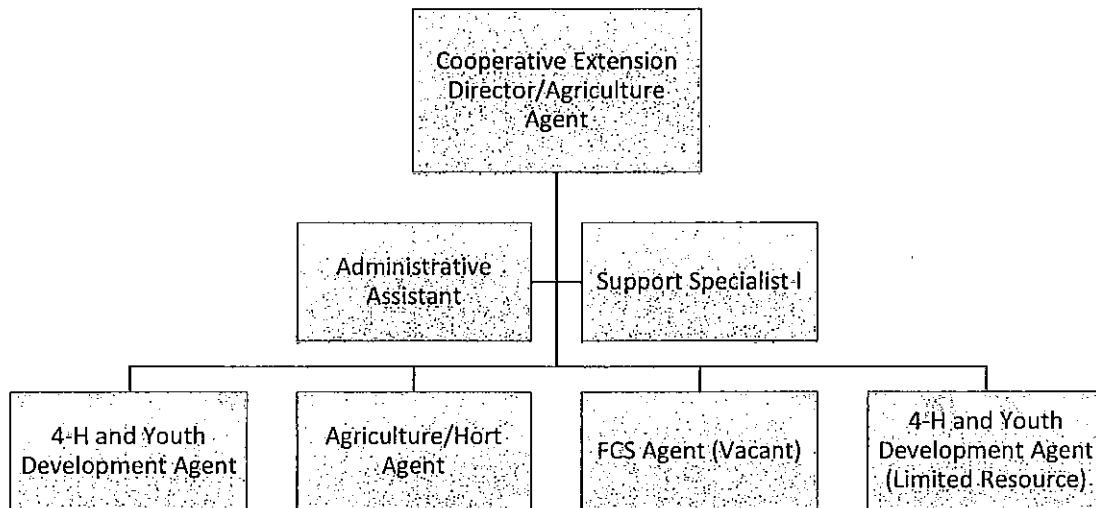 Cooperative Extension
Director/Agriculture
Agent
Administrative
Assistant
Support Specialist-I
4-H and Youth
Development Agent
Agriculture/Hort
Agent
FCS Agent (Vacant)
4-H and Youth
Development Agent
(Limited Resource)